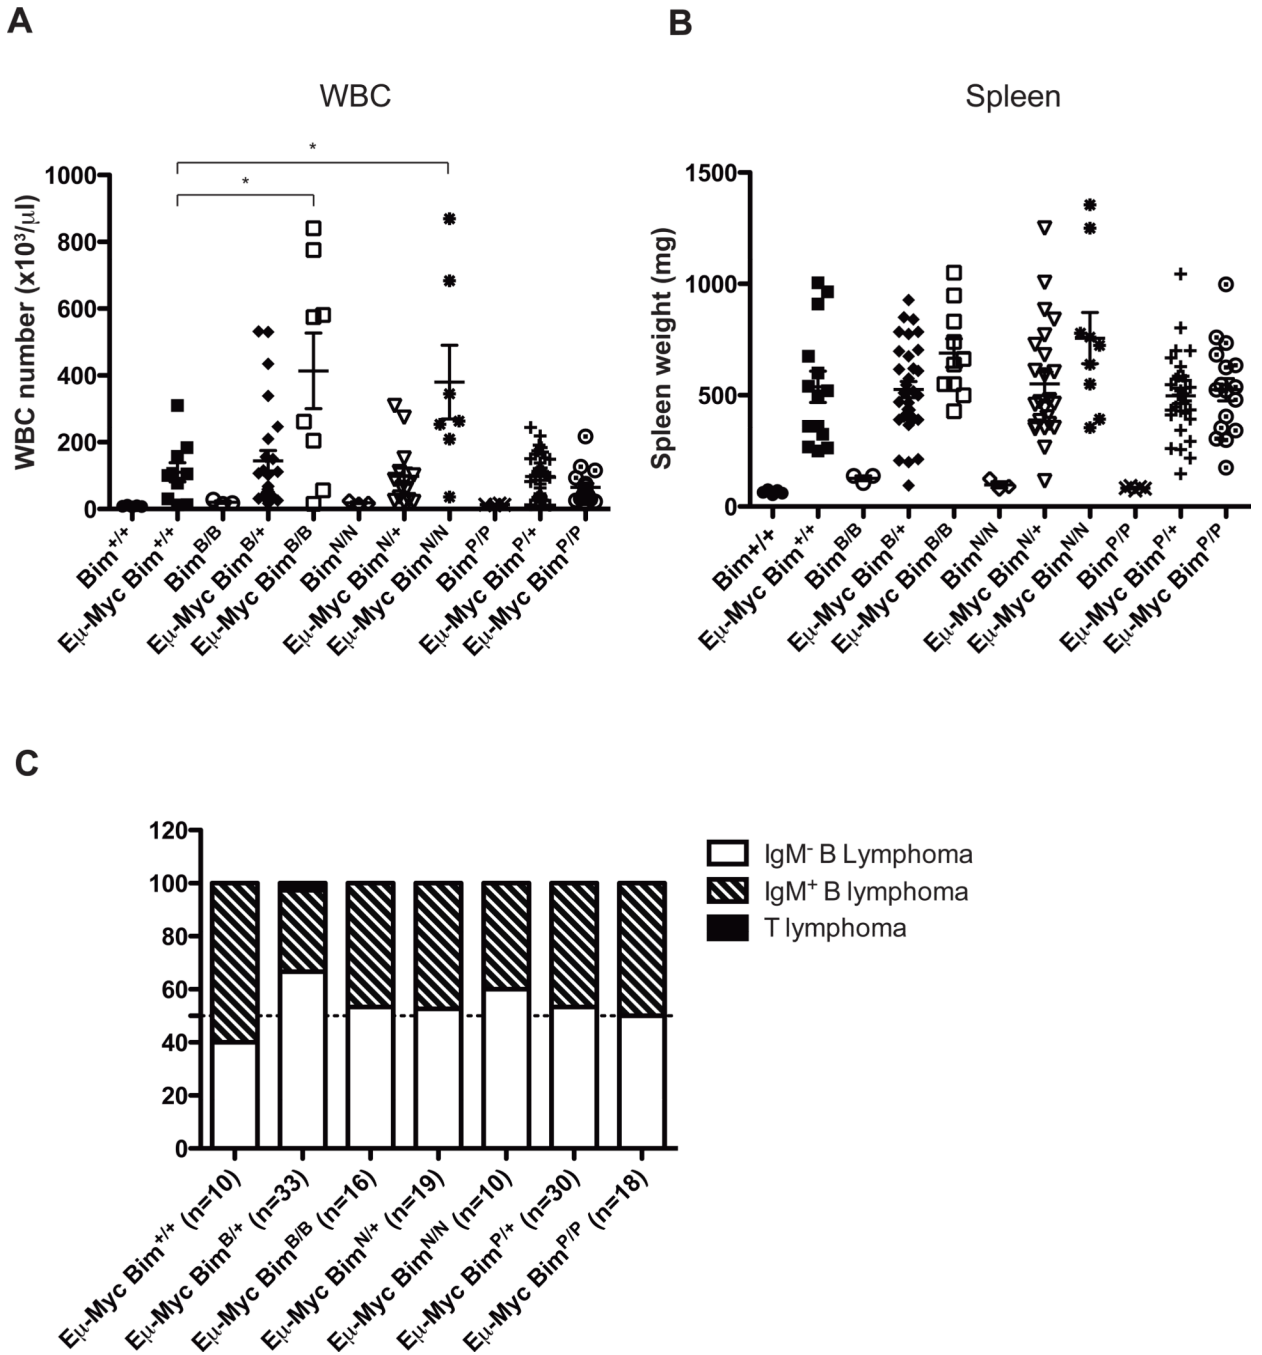 A
B
WBC
Spleen
*
*
WBC number (x10³/µl)
1000
800
600
400
200
0
Bim+/+
Eµ-Myc Bim+/+
BimB/B
Eµ-Myc BimB/+
Eµ-Myc BimB/B
BimN/N
Eµ-Myc BimN/+
Eµ-Myc BimN/N
BimP/P
Eµ-Myc BimP/+
Eµ-Myc BimP/P
Spleen weight (mg)
1500
1000
500
0
Bim+/+
Eµ-Myc Bim+/+
BimB/B
Eµ-Myc BimB/+
Eµ-Myc BimB/B
BimN/N
Eµ-Myc BimN/+
Eµ-Myc BimN/N
BimP/P
Eµ-Myc BimP/+
Eµ-Myc BimP/P
C
120
100
80
60
40
20
0
IgM- B Lymphoma
IgM+ B lymphoma
T lymphoma
Eµ-Myc Bim+/+ (n=10)
Eµ-Myc BimB/+ (n=33)
Eµ-Myc BimB/B (n=16)
Eµ-Myc BimN/+ (n=19)
Eµ-Myc BimN/N (n=10)
Eµ-Myc BimP/+ (n=30)
Eµ-Myc BimP/P (n=18)